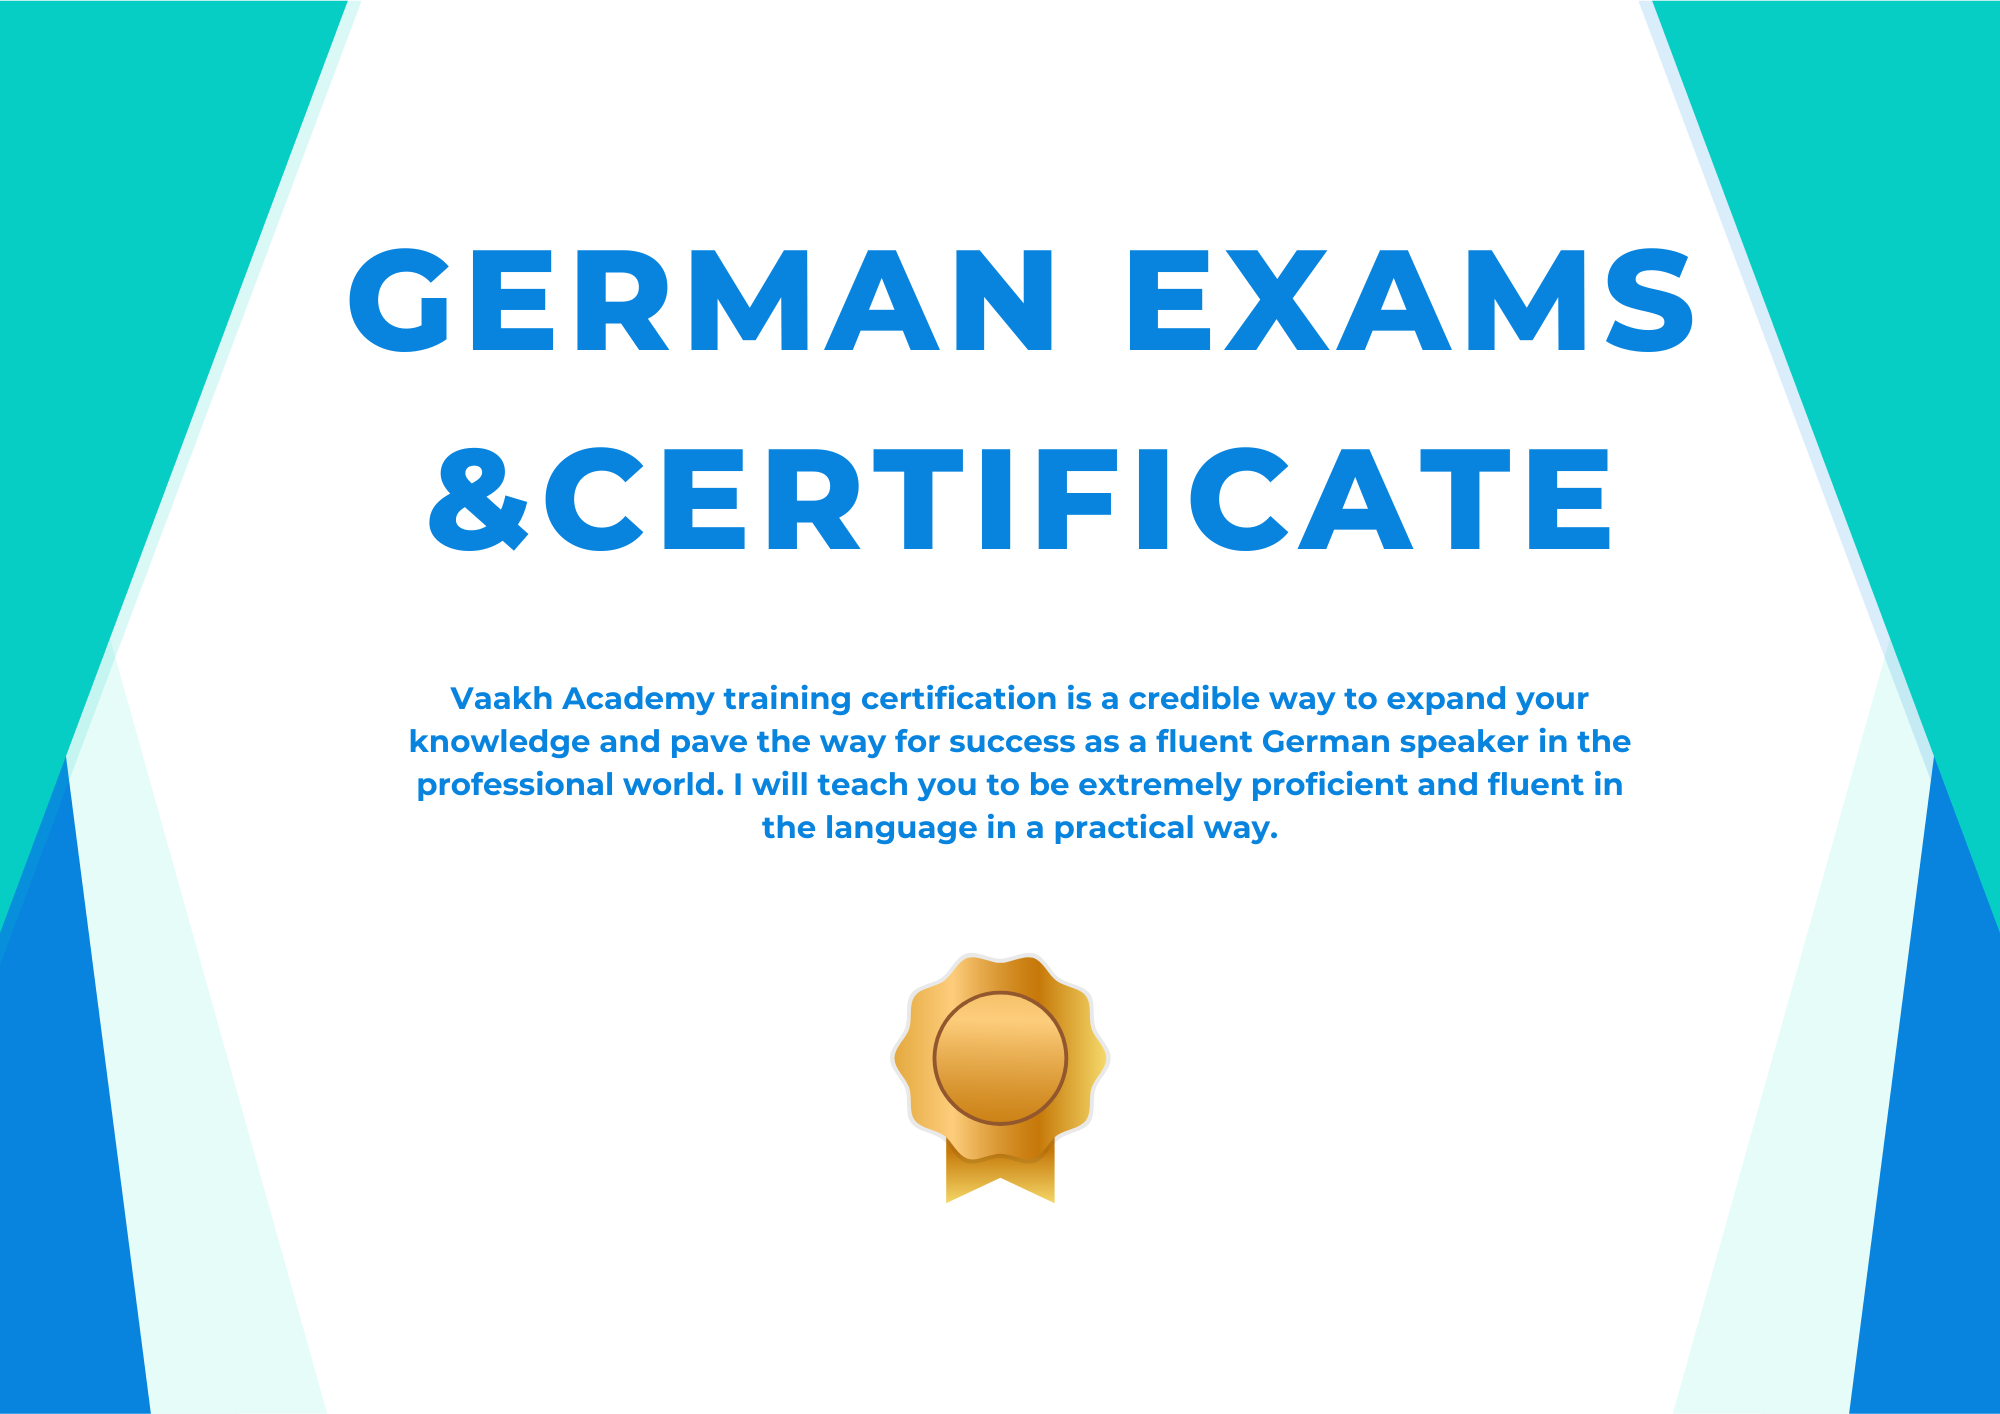 GERMAN EXAMS
&CERTIFICATE
Vaakh Academy training certification is a credible way to expand your
knowledge and pave the way for success as a fluent German speaker in the
professional world. I will teach you to be extremely proficient and fluent in
the language in a practical way.